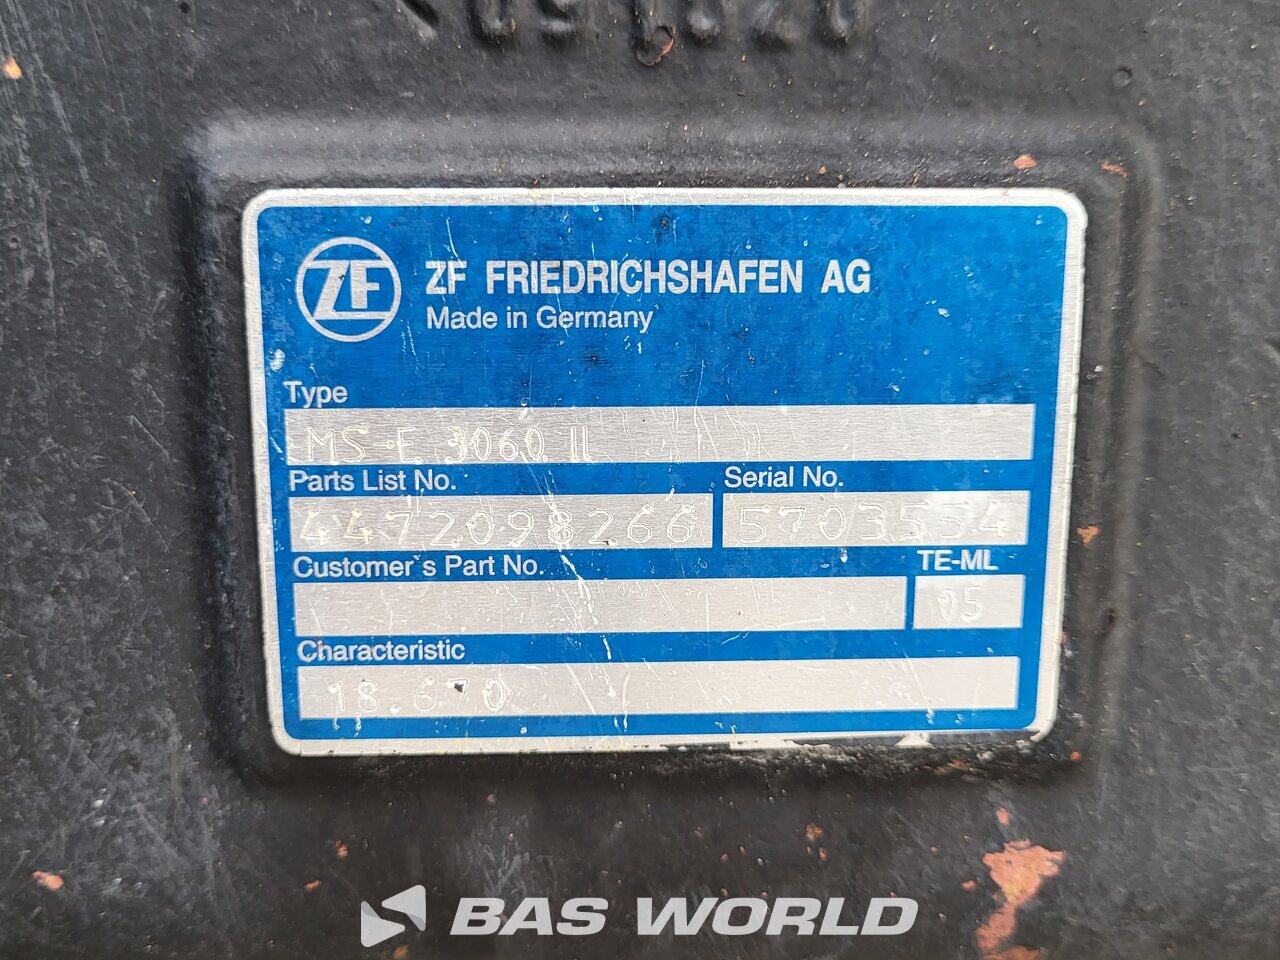 ZF
ZF FRIEDRICHSHAFEN AG
Made in Germany
Type
MS-E 3060 II
Parts List No.
Serial No.
4472098266
5703554
Customer`s Part No.
TE-ML
05
Characteristic
18.670
BAS WORLD